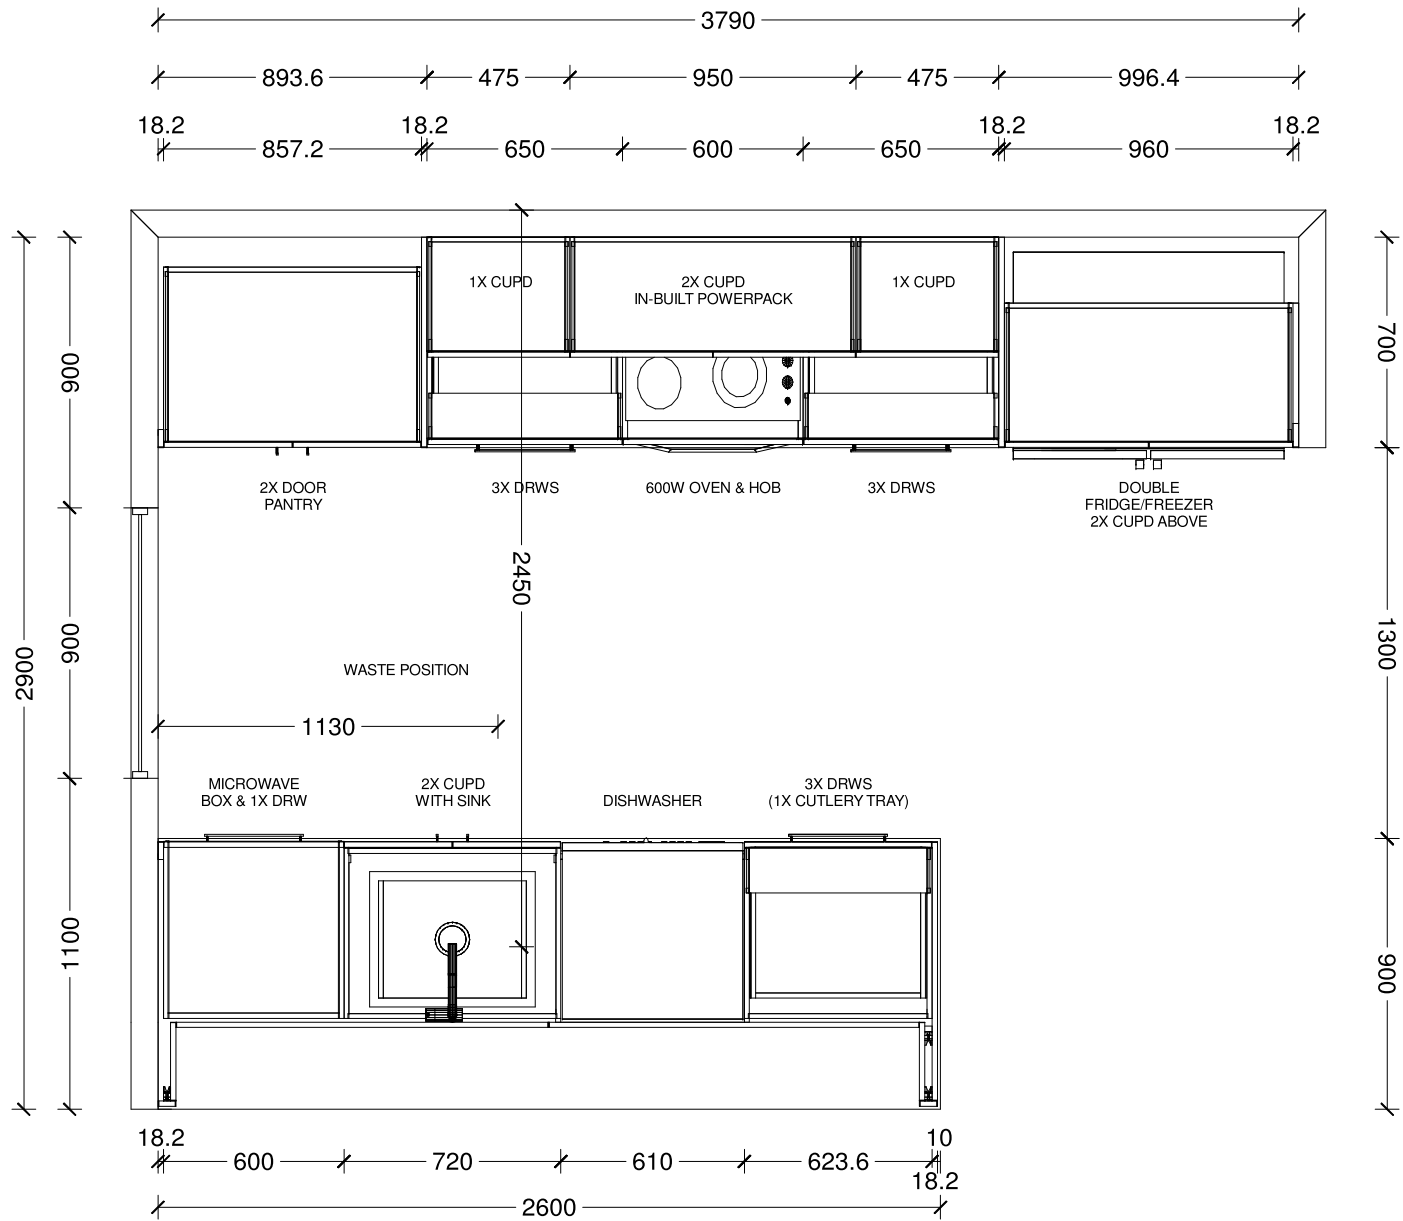 3790
893.6 475 950 475 996.4
18.2 18.2 18.2 18.2
857.2 650 600 650 960
1X CUPD
2X CUPD
IN-BUILT POWERPACK
1X CUPD
900
700
2X DOOR
PANTRY
3X DRWS
600W OVEN & HOB
3X DRWS
DOUBLE
FRIDGE/FREEZER
2X CUPD ABOVE
2450
2900
900
1300
WASTE POSITION
1130
MICROWAVE
BOX & 1X DRW
2X CUPD
WITH SINK
DISHWASHER
3X DRWS
(1X CUTLERY TRAY)
1100
900
18.2 10
600 720 610 623.6
18.2
2600